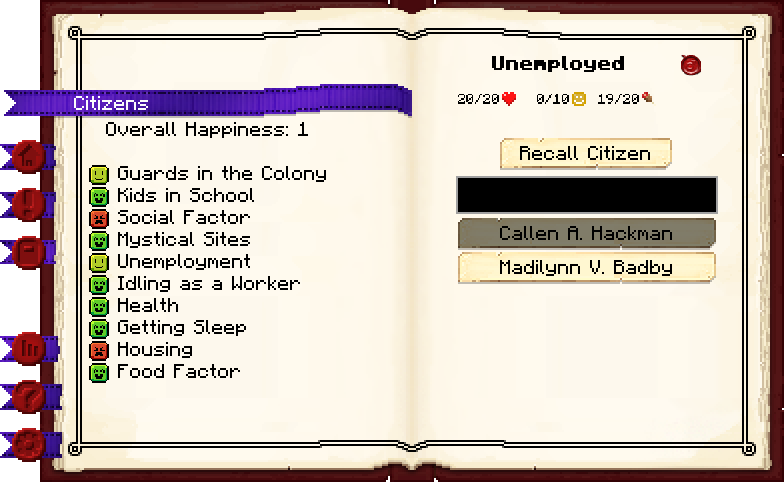 Citizens
Overall Happiness: 1
Guards in the Colony
Kids in School
Social Factor
Mystical Sites
Unemployment
Idling as a Worker
Health
Getting Sleep
Housing
Food Factor
Unemployed
20/20 0/10 19/20
Recall Citizen
Callen A. Hackman
Madilynn V. Badby